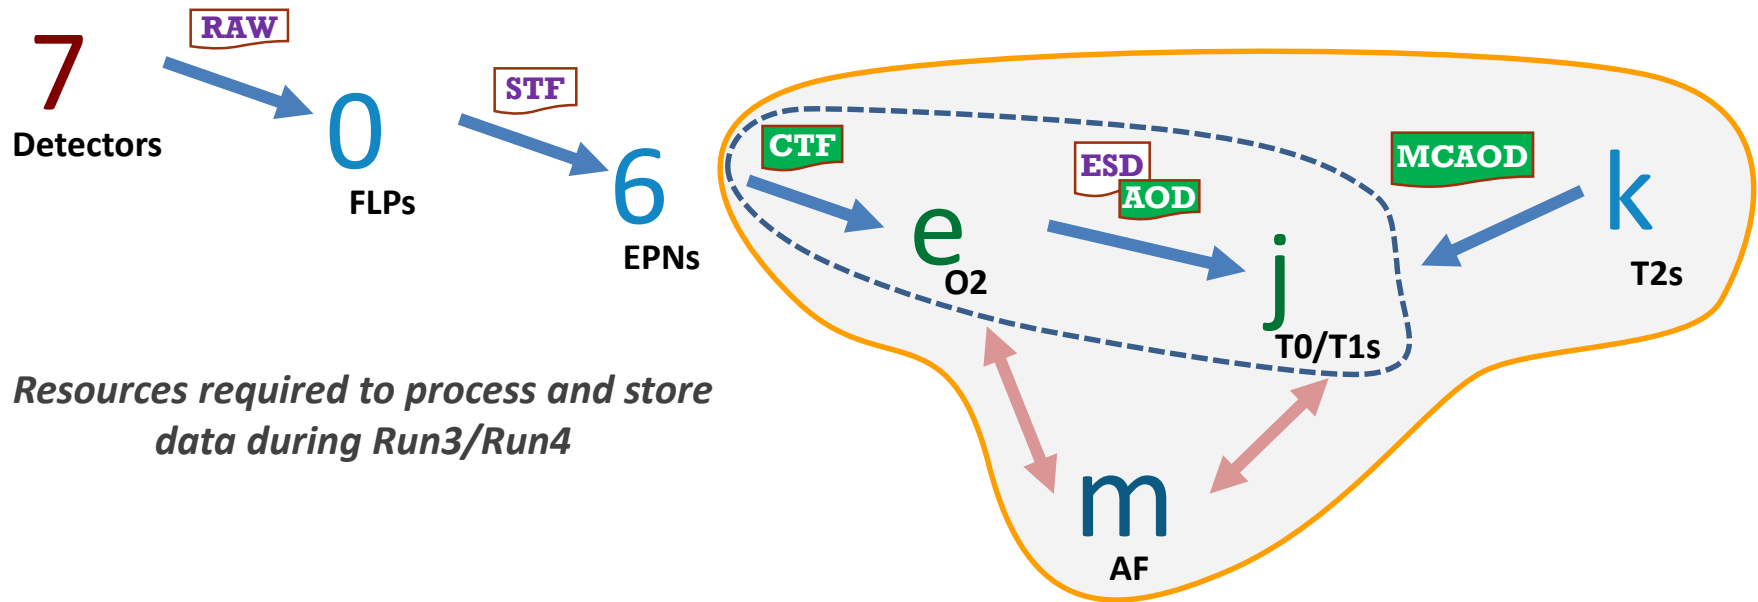 RAW
7
Detectors
STF
0
FLPs
6
EPNs
CTF
e
O2
ESD
AOD
j
T0/T1s
MCAOD
k
T2s
Resources required to process and store
data during Run3/Run4
m
AF